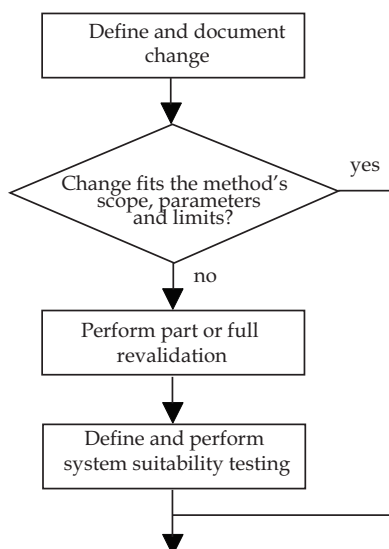 Define and document
change
Change fits the method's
scope, parameters
and limits?
yes
no
Perform part or full
revalidation
Define and perform
system suitability testing